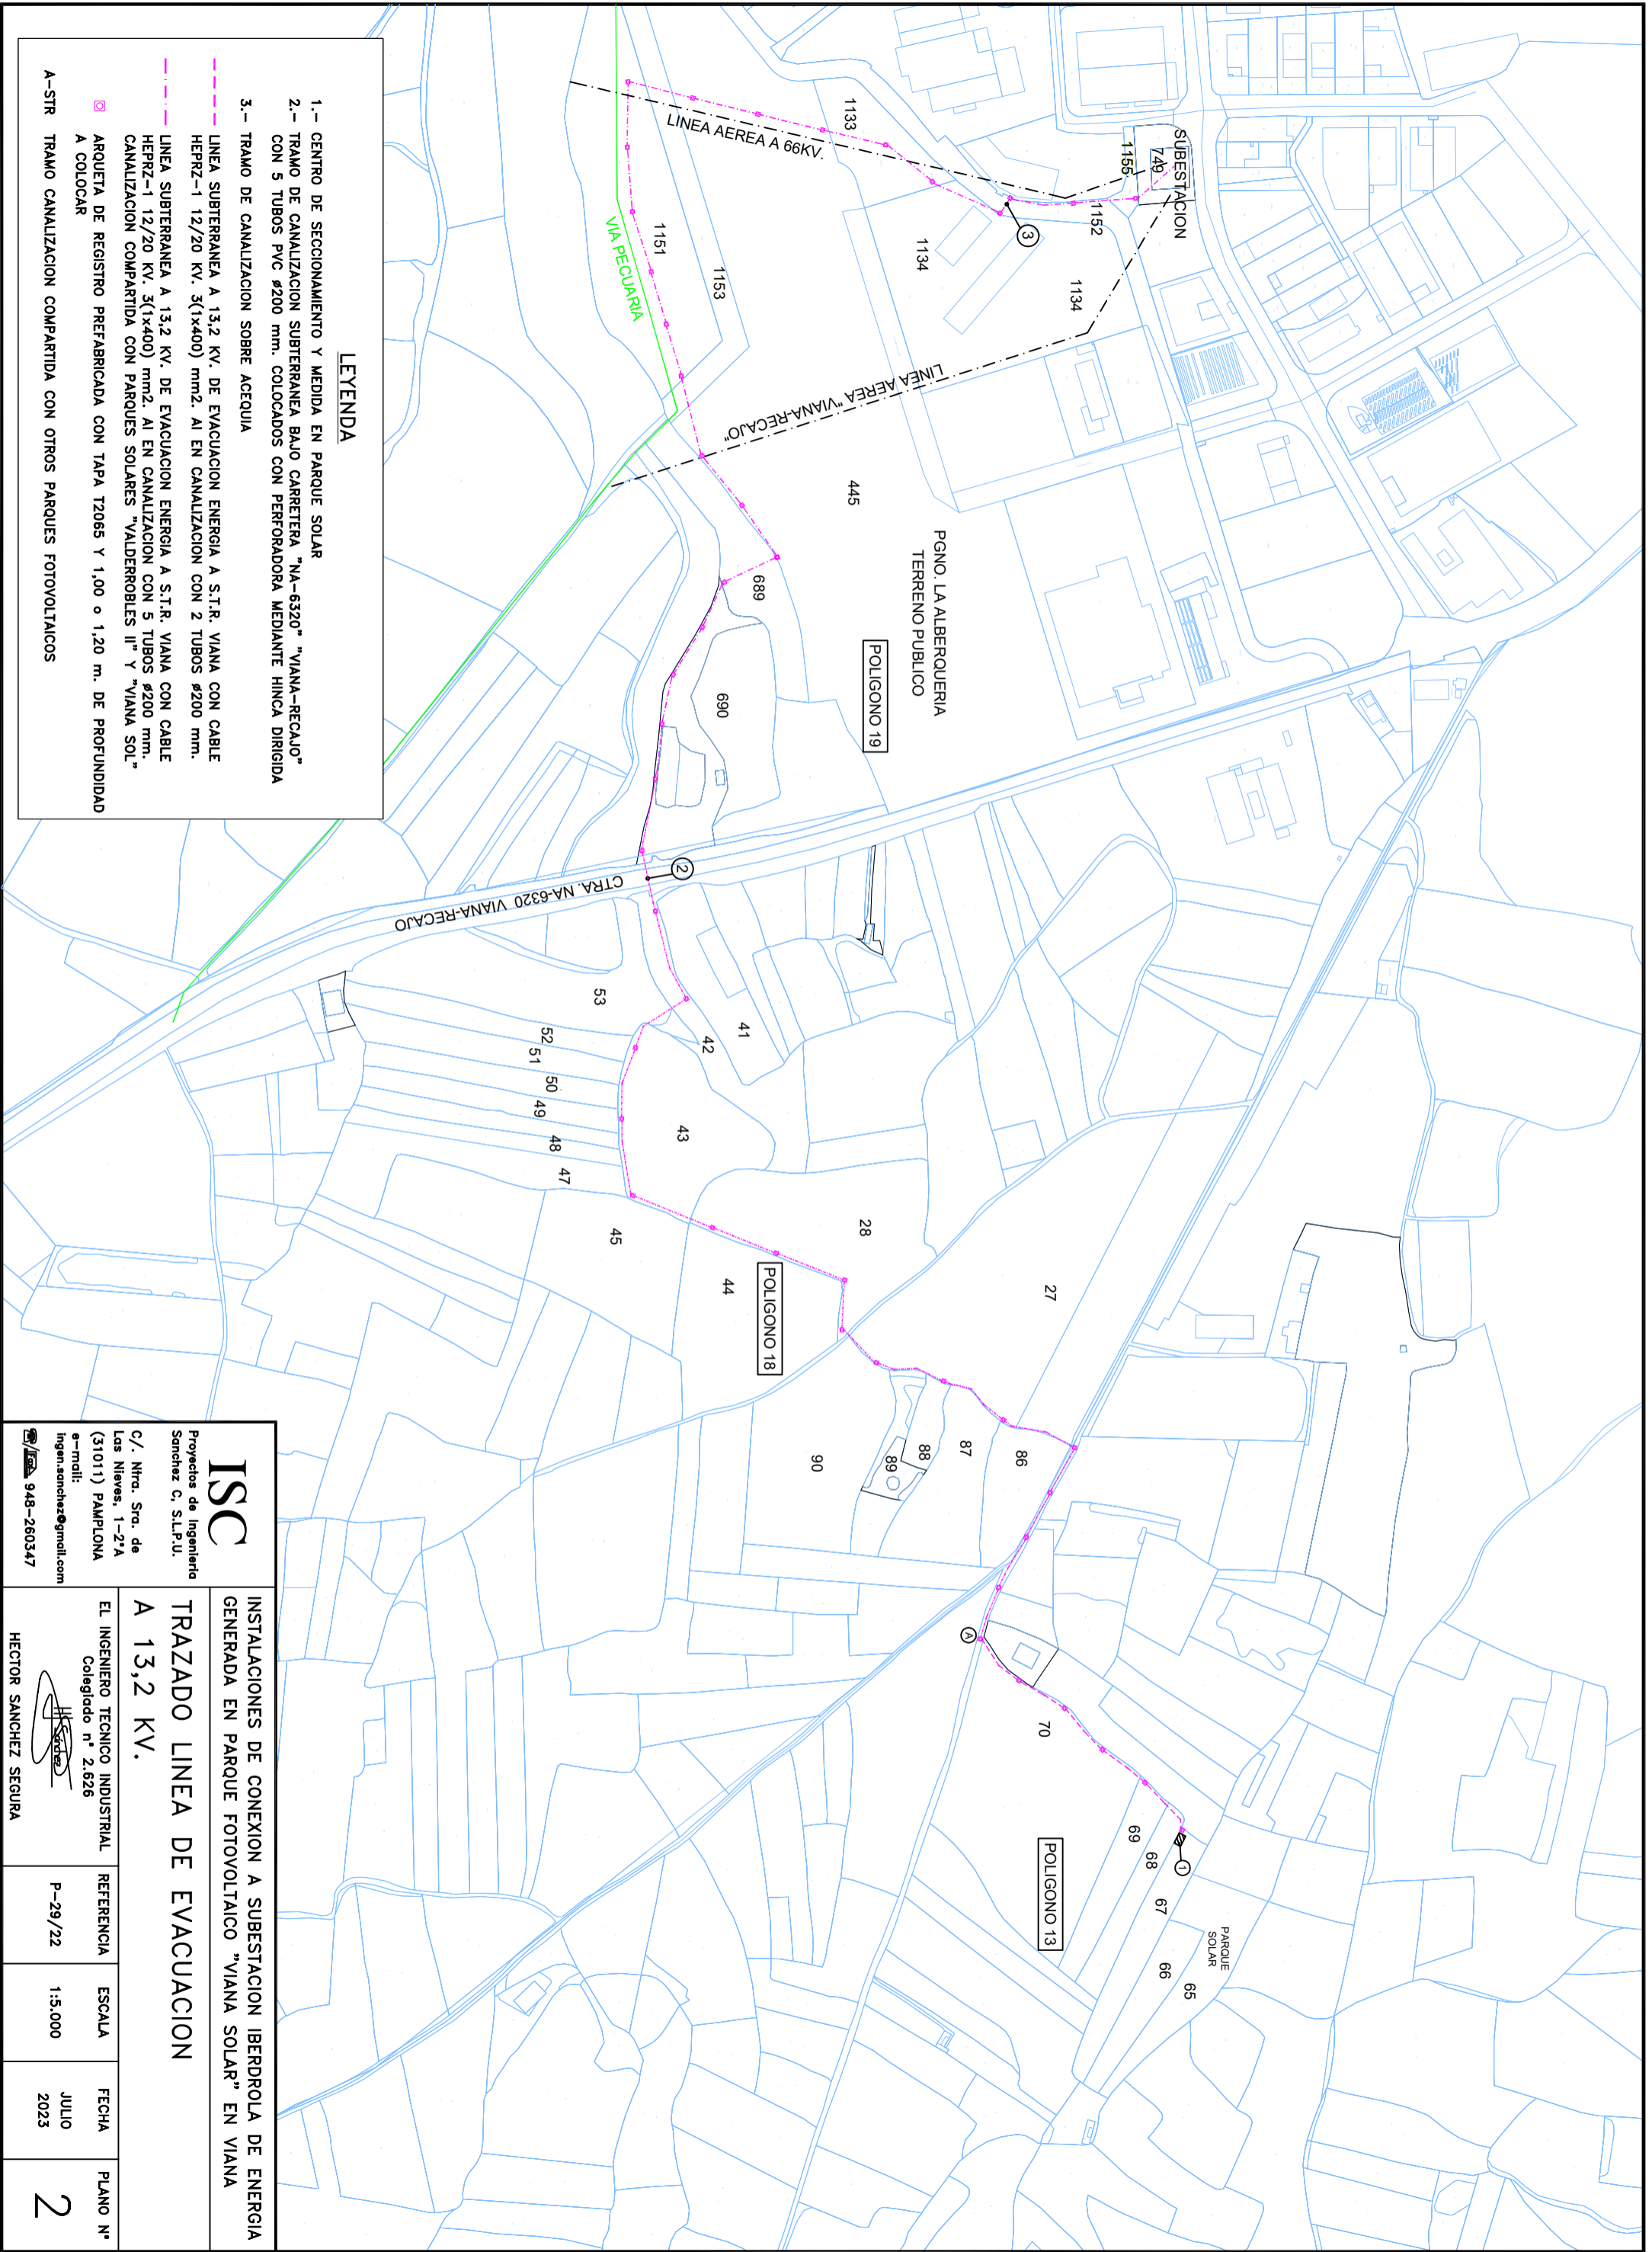 SUBESTACION
749
1155
1152
1133
LINEA AEREA A 66KV.
3
1134
1134
1153
1151
VIA PECUARIA
LINEA AEREA "VIANA-RECAJO"
445
PGNO. LA ALBERQUERIA
TERRENO PUBLICO
POLIGONO 19
689
690
2
CTRA. NA-6320 VIANA-RECAJO
53
52
51
50
49
48
47
41
42
43
45
44
28
27
POLIGONO 18
90
89
88
87
86
A
70
69
68
67
66
65
1
PARQUE
SOLAR
POLIGONO 13
LEYENDA
1.- CENTRO DE SECCIONAMIENTO Y MEDIDA EN PARQUE SOLAR
2.- TRAMO DE CANALIZACION SUBTERRANEA BAJO CARRETERA "NA-6320" "VIANA-RECAJO"
CON 5 TUBOS PVC ø200 mm. COLOCADOS CON PERFORADORA MEDIANTE HINCA DIRIGIDA
3.- TRAMO DE CANALIZACION SOBRE ACEQUIA
LINEA SUBTERRANEA A 13,2 KV. DE EVACUACION ENERGIA A S.T.R. VIANA CON CABLE
HEPRZ-1 12/20 KV. 3(1x400) mm2. Al EN CANALIZACION CON 2 TUBOS ø200 mm.
LINEA SUBTERRANEA A 13,2 KV. DE EVACUACION ENERGIA A S.T.R. VIANA CON CABLE
HEPRZ-1 12/20 KV. 3(1x400) mm2. Al EN CANALIZACION CON 5 TUBOS ø200 mm.
CANALIZACION COMPARTIDA CON PARQUES SOLARES "VALDERROBLES II" Y "VIANA SOL"
ARQUETA DE REGISTRO PREFABRICADA CON TAPA T2065 Y 1,00 o 1,20 m. DE PROFUNDIDAD
A COLOCAR
A-STR TRAMO CANALIZACION COMPARTIDA CON OTROS PARQUES FOTOVOLTAICOS
ISC
Proyectos de Ingenieria
Sanchez C, S.L.P.U.
C/. Ntra. Sra. de
Las Nieves, 1-2ºA
(31011) PAMPLONA
e-mail:
ingen.sanchez@gmail.com
☎/Fax 948-260347
INSTALACIONES DE CONEXION A SUBESTACION IBERDROLA DE ENERGIA
GENERADA EN PARQUE FOTOVOLTAICO "VIANA SOLAR" EN VIANA
TRAZADO LINEA DE EVACUACION
A 13,2 KV.
EL INGENIERO TECNICO INDUSTRIAL
Colegiado nº 2.626
HSanchez
HECTOR SANCHEZ SEGURA
REFERENCIA
P-29/22
ESCALA
1:5.000
FECHA
JULIO
2023
PLANO Nº
2